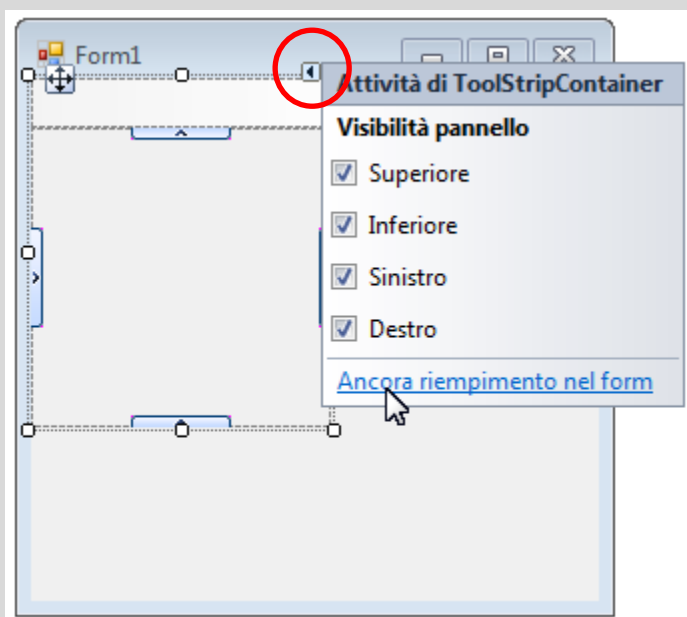 Form1
Attività di ToolStripContainer
Visibilità pannello
Superiore
Inferiore
Sinistro
Destro
Ancora riempimento nel form